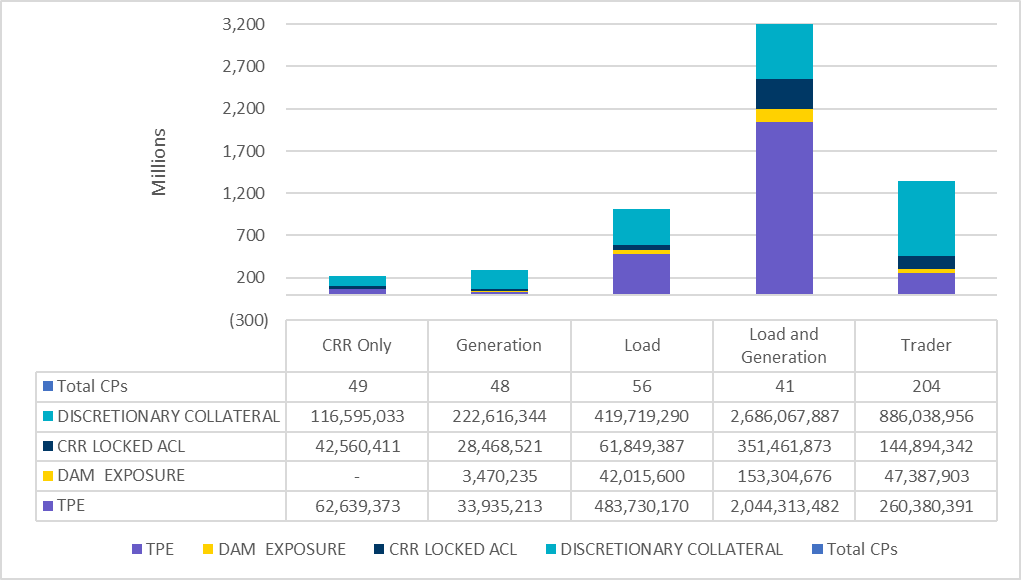 3,200
2,700
2,200
1,700
1,200
700
200
(300)
Millions
CRR Only Generation Load Load and Generation Trader
Total CPs 49 48 56 41 204
DISCRETIONARY COLLATERAL 116,595,033 222,616,344 419,719,290 2,686,067,887 886,038,956
CRR LOCKED ACL 42,560,411 28,468,521 61,849,387 351,461,873 144,894,342
DAM EXPOSURE - 3,470,235 42,015,600 153,304,676 47,387,903
TPE 62,639,373 33,935,213 483,730,170 2,044,313,482 260,380,391
TPE DAM EXPOSURE CRR LOCKED ACL DISCRETIONARY COLLATERAL Total CPs